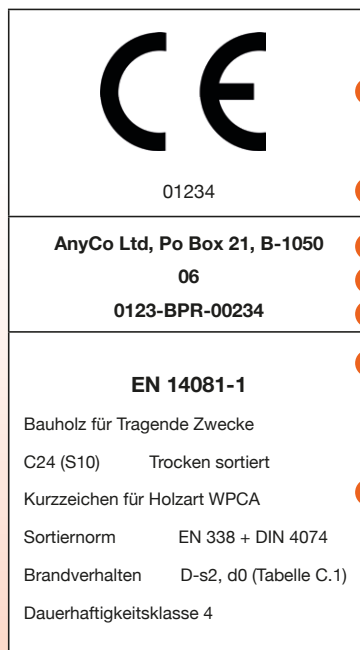 CE
01234
AnyCo Ltd, Po Box 21, B-1050
06
0123-BPR-00234
EN 14081-1
Bauholz für Tragende Zwecke
C24 (S10) Trocken sortiert
Kurzzeichen für Holzart WPCA
Sortiernorm EN 338 + DIN 4074
Brandverhalten D-s2, d0 (Tabelle C.1)
Dauerhaftigkeitsklasse 4